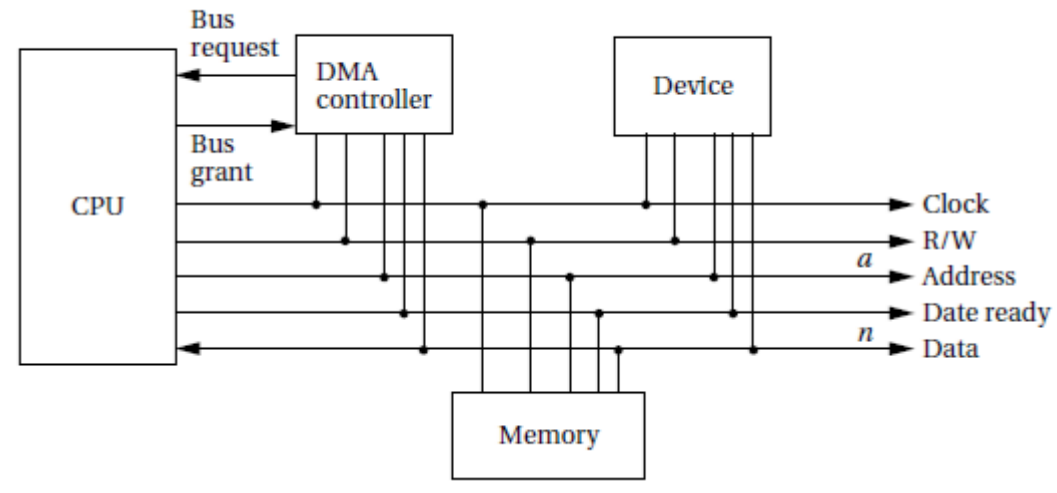 Bus
request
DMA
controller
Device
Bus
grant
CPU
Clock
R/W
a
Address
Date ready
n
Data
Memory